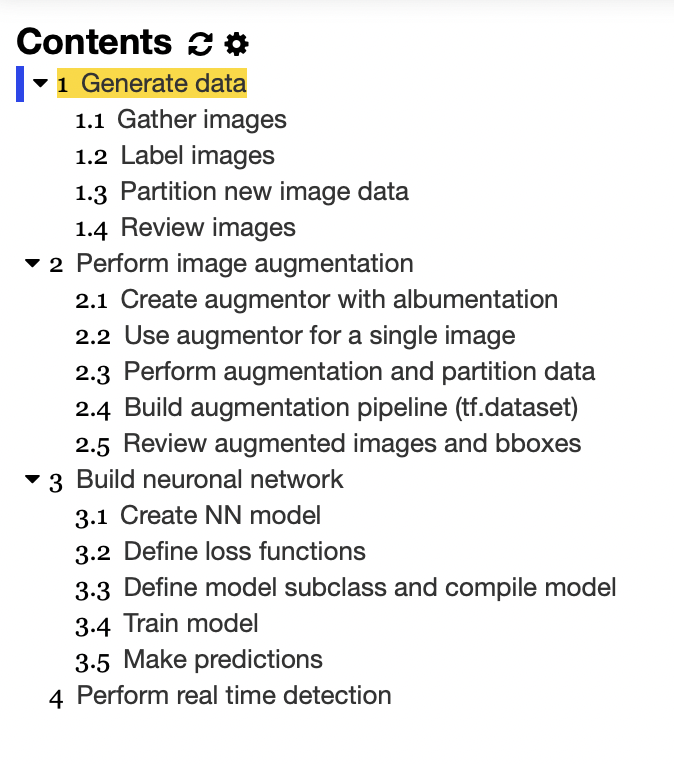 Contents
1 Generate data
1.1 Gather images
1.2 Label images
1.3 Partition new image data
1.4 Review images
2 Perform image augmentation
2.1 Create augmentor with albumentation
2.2 Use augmentor for a single image
2.3 Perform augmentation and partition data
2.4 Build augmentation pipeline (tf.dataset)
2.5 Review augmented images and bboxes
3 Build neuronal network
3.1 Create NN model
3.2 Define loss functions
3.3 Define model subclass and compile model
3.4 Train model
3.5 Make predictions
4 Perform real time detection